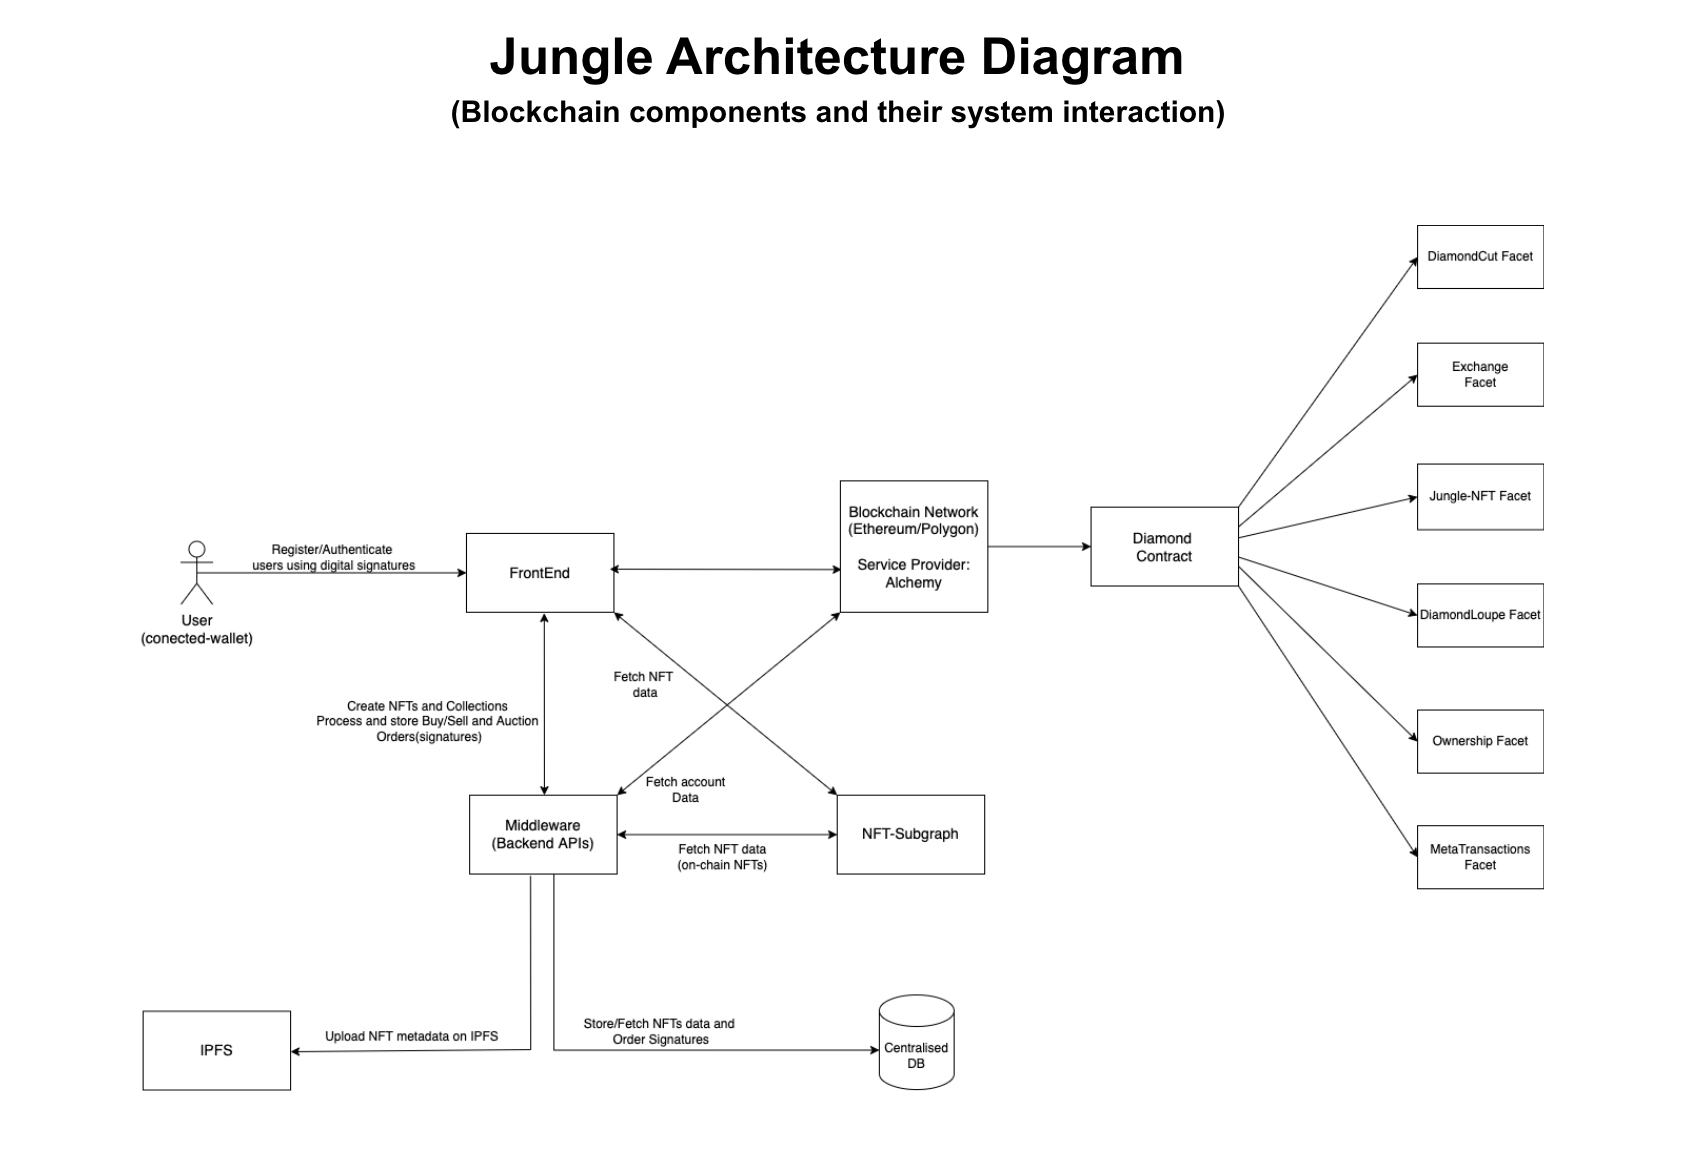 Jungle Architecture Diagram
(Blockchain components and their system interaction)
DiamondCut Facet
Exchange
Facet
Jungle-NFT Facet
Blockchain Network
(Ethereum/Polygon)
Service Provider:
Alchemy
Diamond
Contract
Register/Authenticate
users using digital signatures
FrontEnd
User
(conected-wallet)
DiamondLoupe Facet
Fetch NFT
data
Create NFTs and Collections
Process and store Buy/Sell and Auction
Orders(signatures)
Ownership Facet
Fetch account
Data
Middleware
(Backend APIs)
NFT-Subgraph
Fetch NFT data
(on-chain NFTs)
MetaTransactions
Facet
IPFS
Upload NFT metadata on IPFS
Store/Fetch NFTs data and
Order Signatures
Centralised
DB